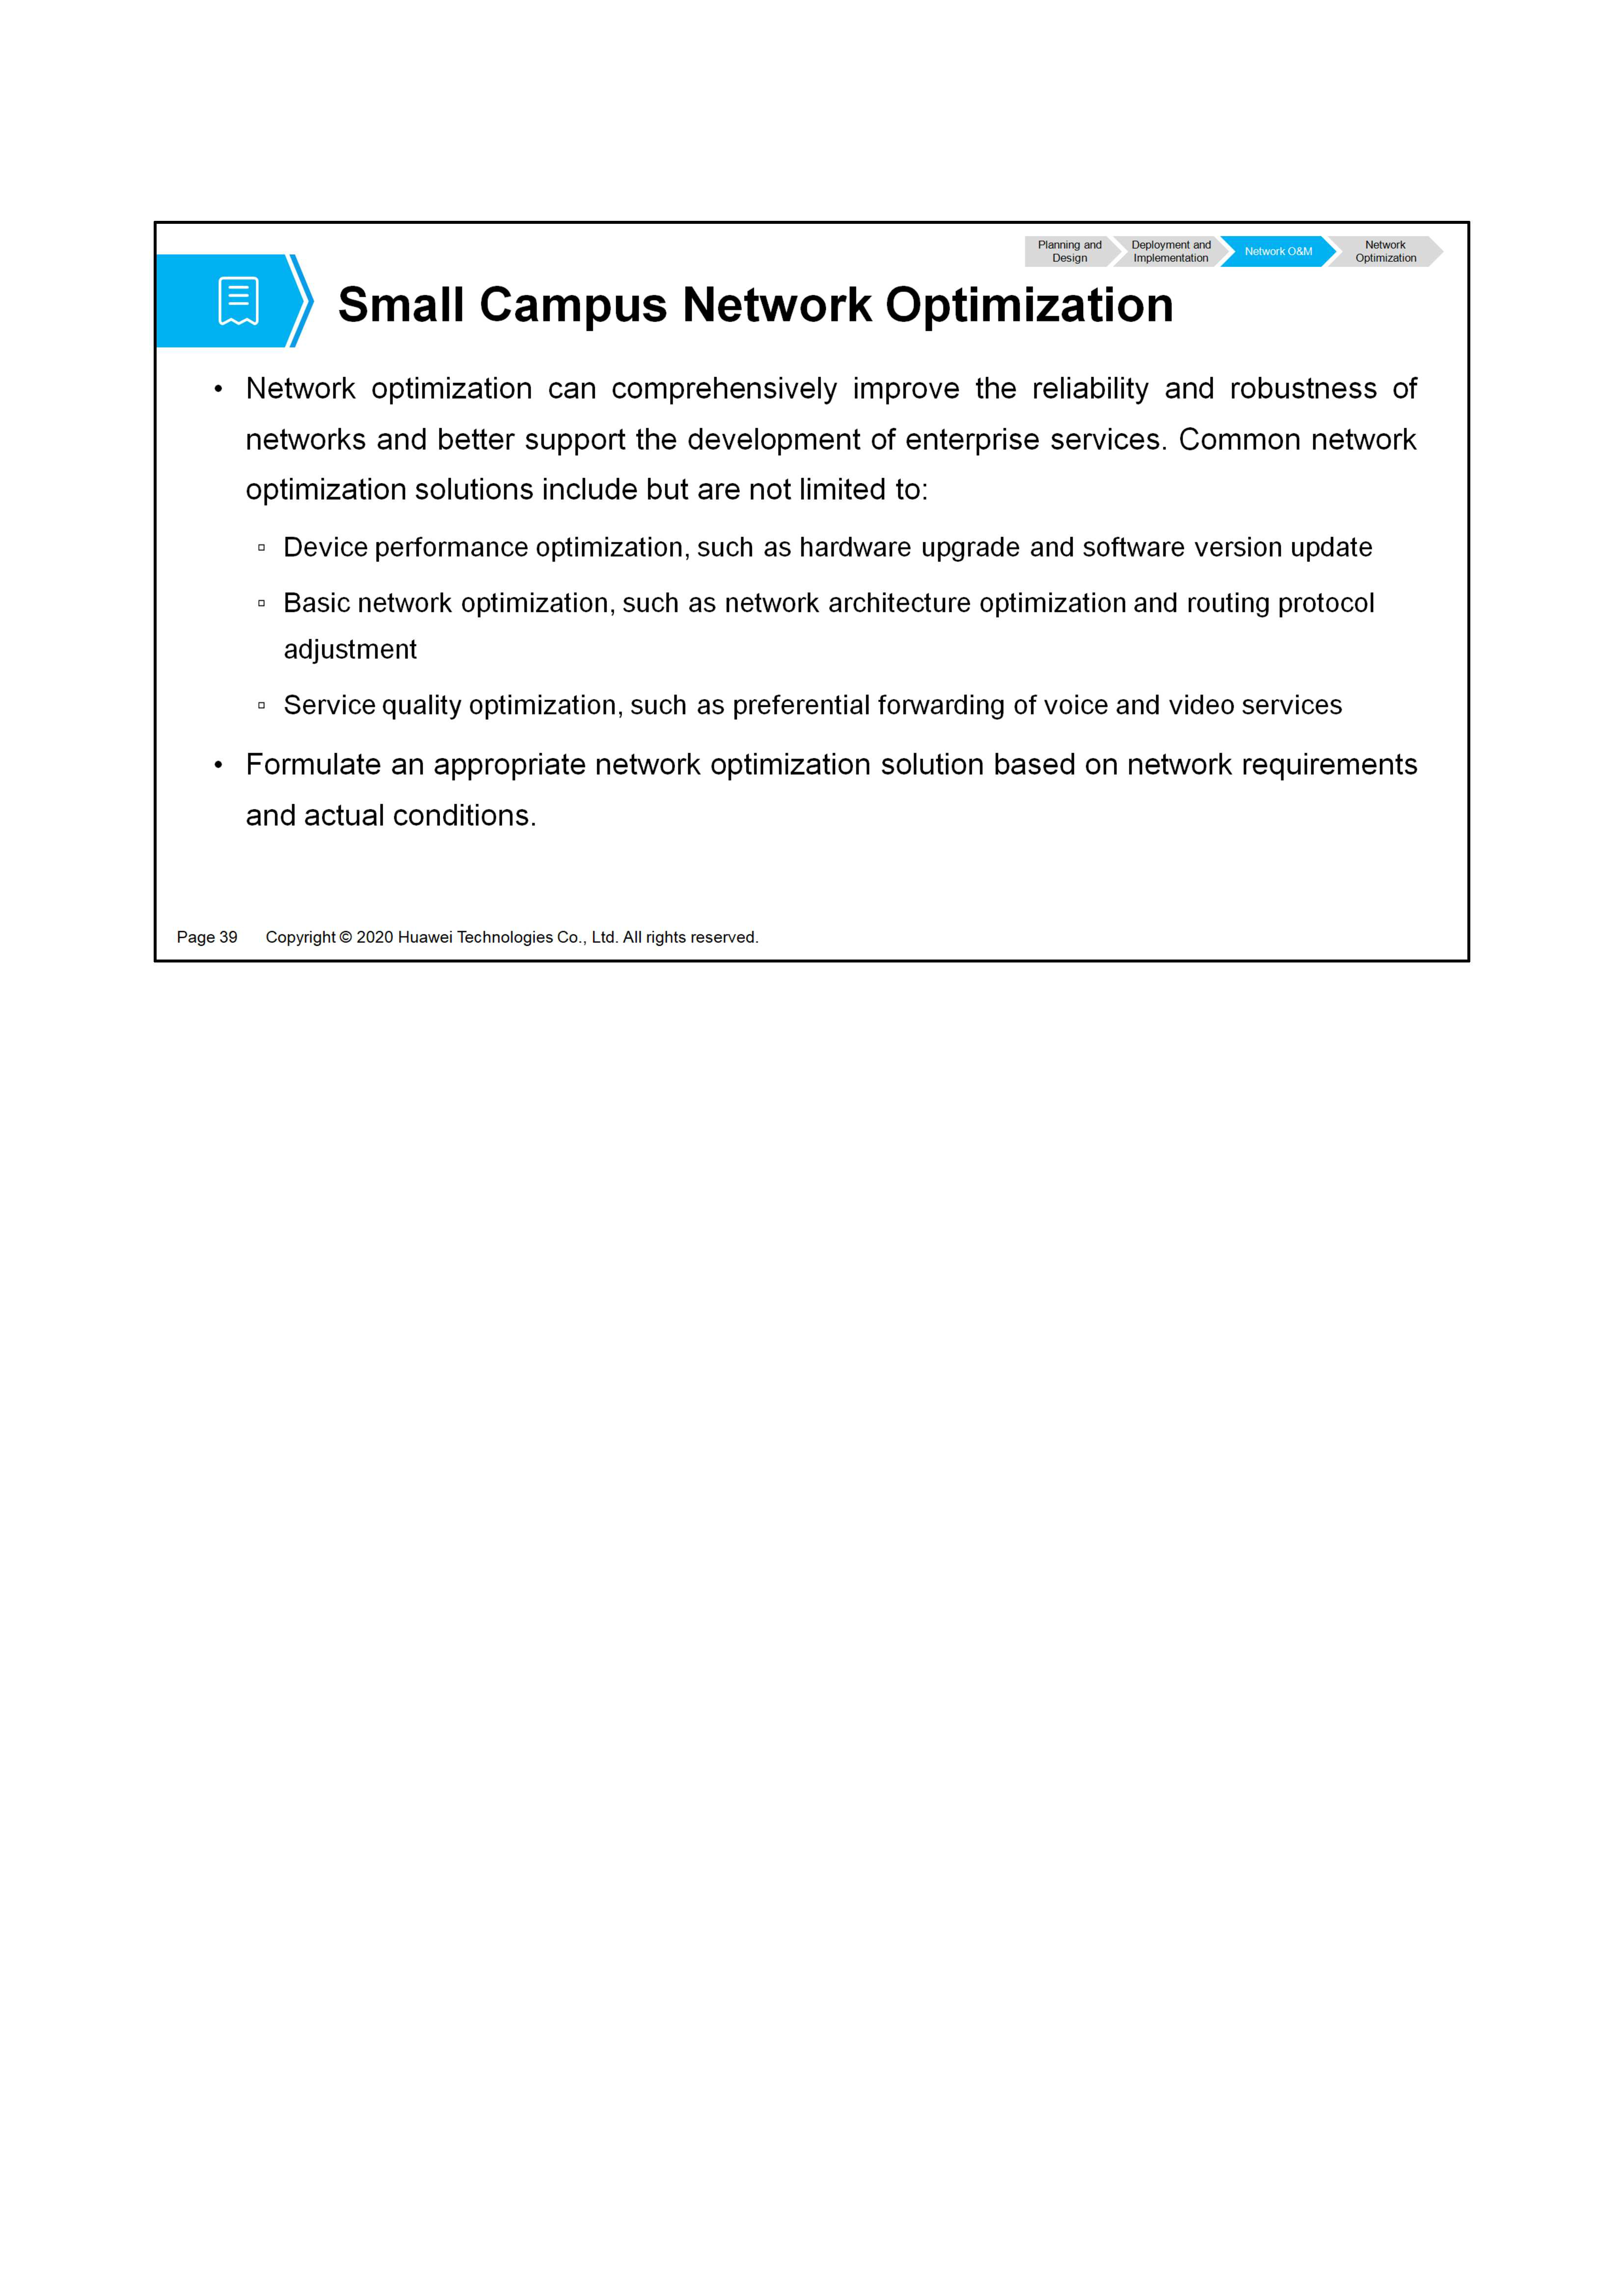 Planning and
Design
Deployment and
Implementation
Network O&M
Network
Optimization
Small Campus Network Optimization
• Network optimization can comprehensively improve the reliability and robustness of
networks and better support the development of enterprise services. Common network
optimization solutions include but are not limited to:
▫ Device performance optimization, such as hardware upgrade and software version update
▫ Basic network optimization, such as network architecture optimization and routing protocol
adjustment
▫ Service quality optimization, such as preferential forwarding of voice and video services
• Formulate an appropriate network optimization solution based on network requirements
and actual conditions.
Page 39 Copyright © 2020 Huawei Technologies Co., Ltd. All rights reserved.